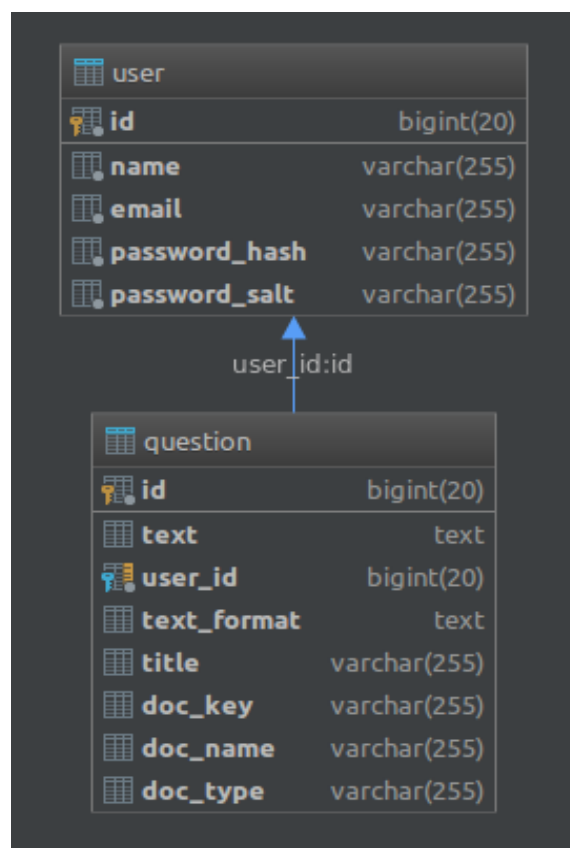 user
id bigint(20)
name varchar(255)
email varchar(255)
password_hash varchar(255)
password_salt varchar(255)
user_id:id
question
id bigint(20)
text text
user_id bigint(20)
text_format text
title varchar(255)
doc_key varchar(255)
doc_name varchar(255)
doc_type varchar(255)